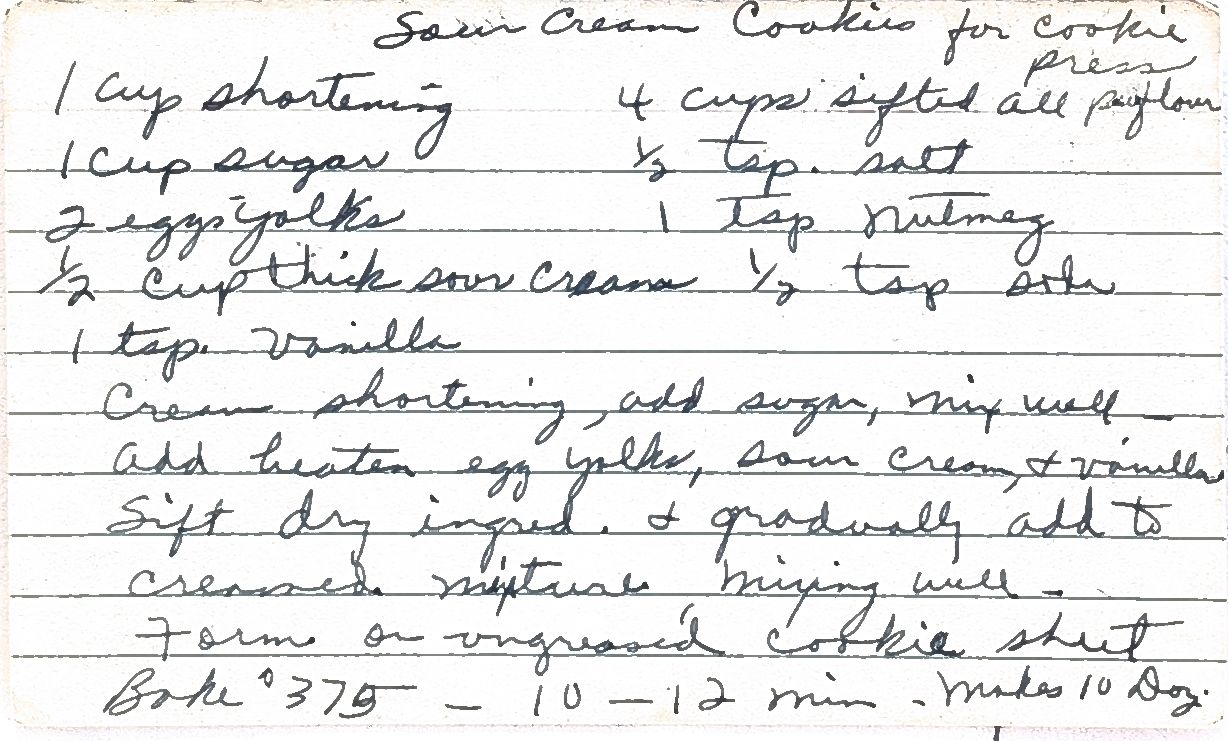 Sour Cream Cookies for cookie
press
1 cup shortening 4 cups sifted all pur flour
1 cup sugar ½ tsp. salt
2 eggs yolks 1 tsp nutmeg
½ cup thick sour cream ½ tsp soda
1 tsp. vanilla
Cream shortening, add sugar, mix well -
add beaten egg yolks, sour cream, & vanilla
Sift dry ingred. & gradually add to
creamed mixture, mixing well -
Form on ungreased cookie sheet
Bake ° 375 - 10 - 12 min - Makes 10 Doz.